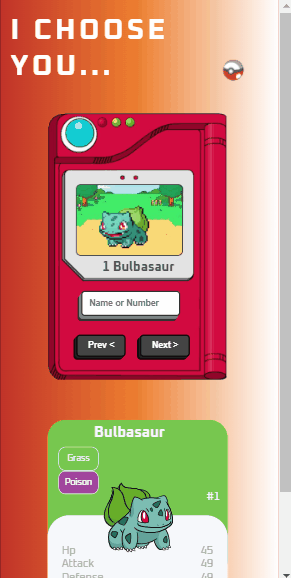 I CHOOSE
YOU...
1 Bulbasaur
Name or Number
Prev <
Next >
Bulbasaur
Grass
Poison
#1
Hp 45
Attack 49
Defense 49